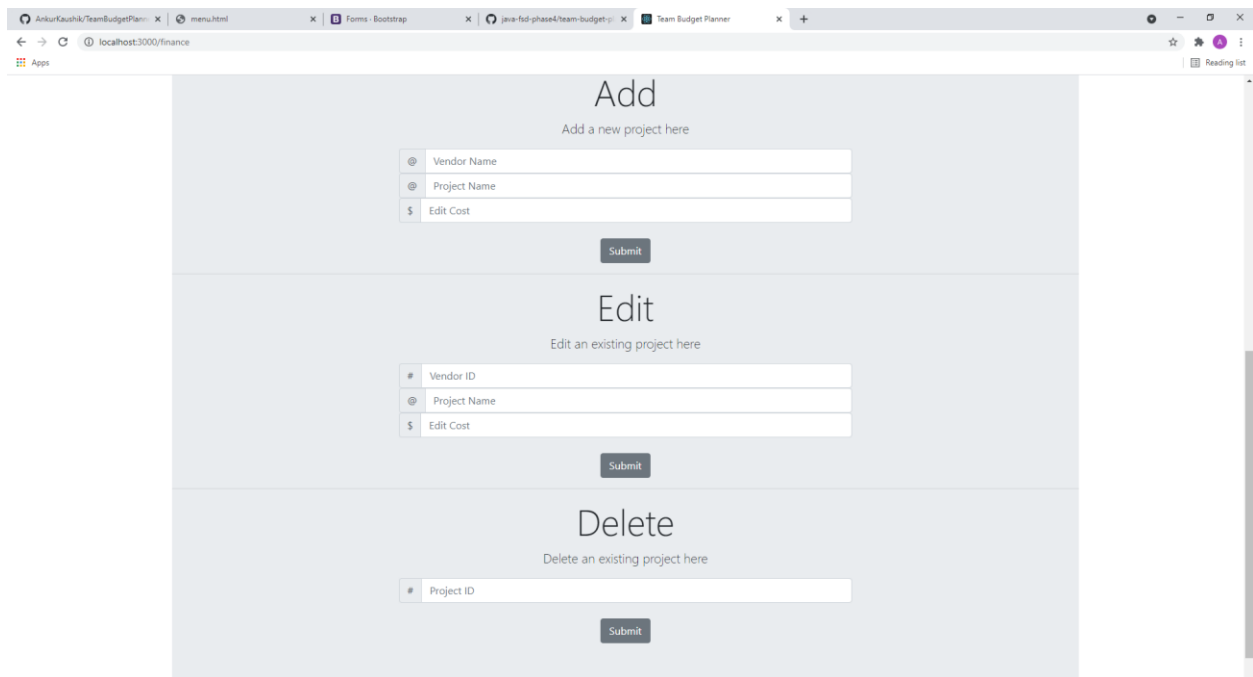 AnkurKaushik/TeamBudgetPlann
menu.html
Forms · Bootstrap
java-fsd-phase4/team-budget-pl
Team Budget Planner
localhost:3000/finance
A
Apps
Reading list
Add
Add a new project here
@ Vendor Name
@ Project Name
$ Edit Cost
Submit
Edit
Edit an existing project here
# Vendor ID
@ Project Name
$ Edit Cost
Submit
Delete
Delete an existing project here
# Project ID
Submit